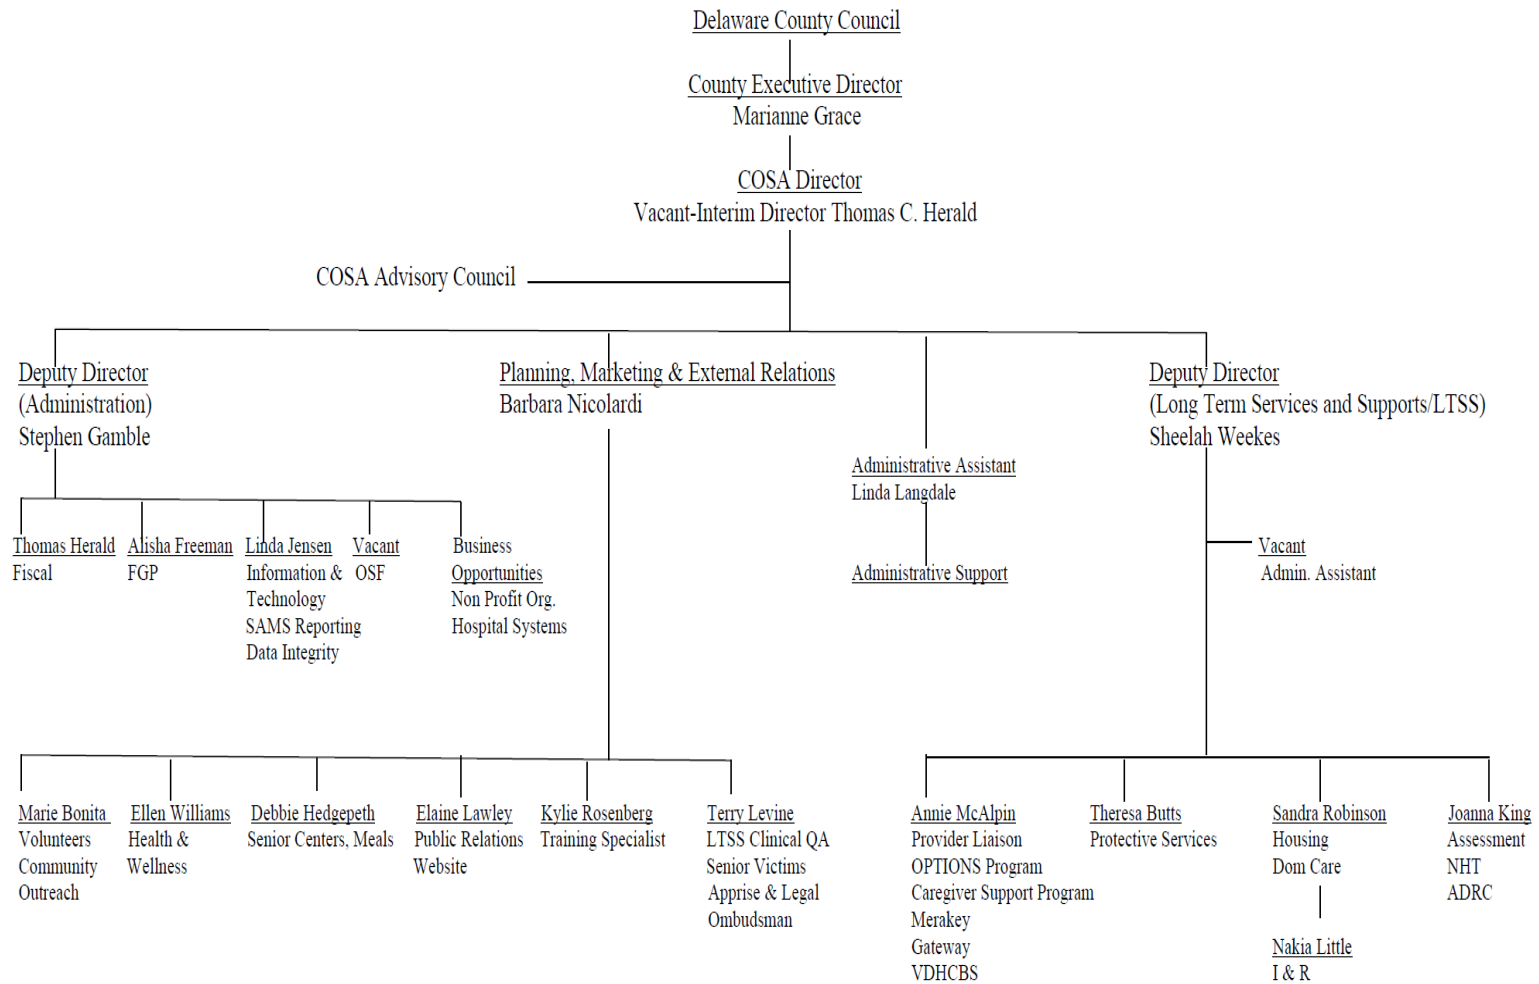 Delaware County Council
County Executive Director
Marianne Grace
COSA Director
Vacant-Interim Director Thomas C. Herald
COSA Advisory Council
Deputy Director
(Administration)
Stephen Gamble
Planning, Marketing & External Relations
Barbara Nicolardi
Deputy Director
(Long Term Services and Supports/LTSS)
Sheelah Weekes
Administrative Assistant
Linda Langdale
Administrative Support
Thomas Herald
Fiscal
Alisha Freeman
FGP
Linda Jensen
Information &
Technology
SAMS Reporting
Data Integrity
Vacant
OSF
Business
Opportunities
Non Profit Org.
Hospital Systems
Vacant
Admin. Assistant
Marie Bonita
Volunteers
Community
Outreach
Ellen Williams
Health &
Wellness
Debbie Hedgepeth
Senior Centers, Meals
Elaine Lawley
Public Relations
Website
Kylie Rosenberg
Training Specialist
Terry Levine
LTSS Clinical QA
Senior Victims
Apprise & Legal
Ombudsman
Annie McAlpin
Provider Liaison
OPTIONS Program
Caregiver Support Program
Merakey
Gateway
VDHCBS
Theresa Butts
Protective Services
Sandra Robinson
Housing
Dom Care
Nakia Little
I & R
Joanna King
Assessment
NHT
ADRC